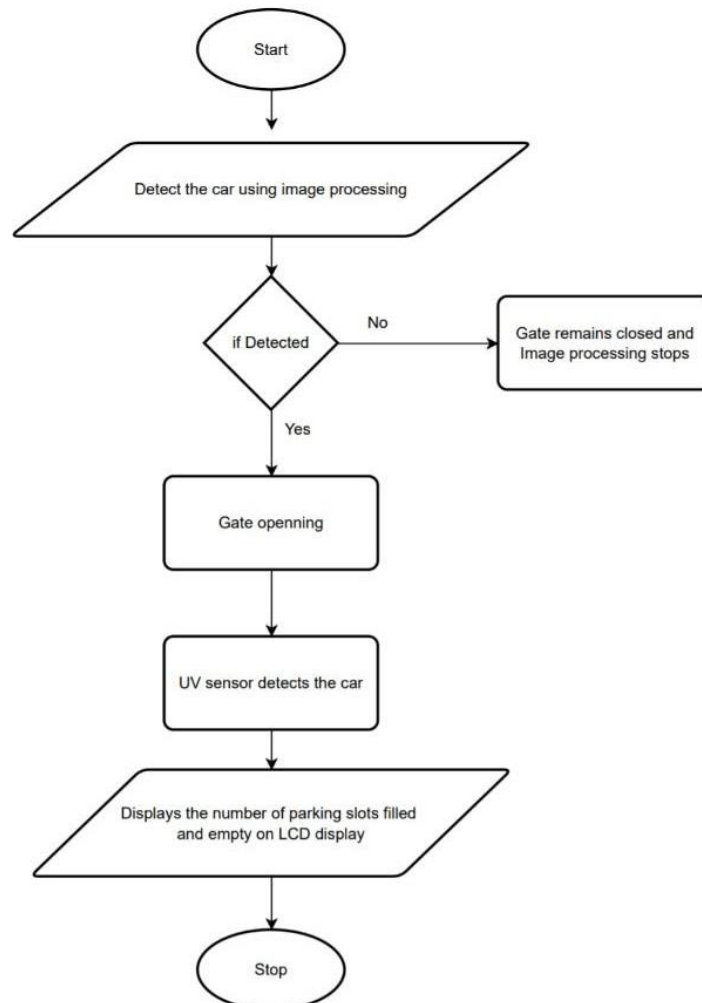 Start
Detect the car using image processing
if Detected
No
Gate remains closed and
Image processing stops
Yes
Gate openning
UV sensor detects the car
Displays the number of parking slots filled
and empty on LCD display
Stop